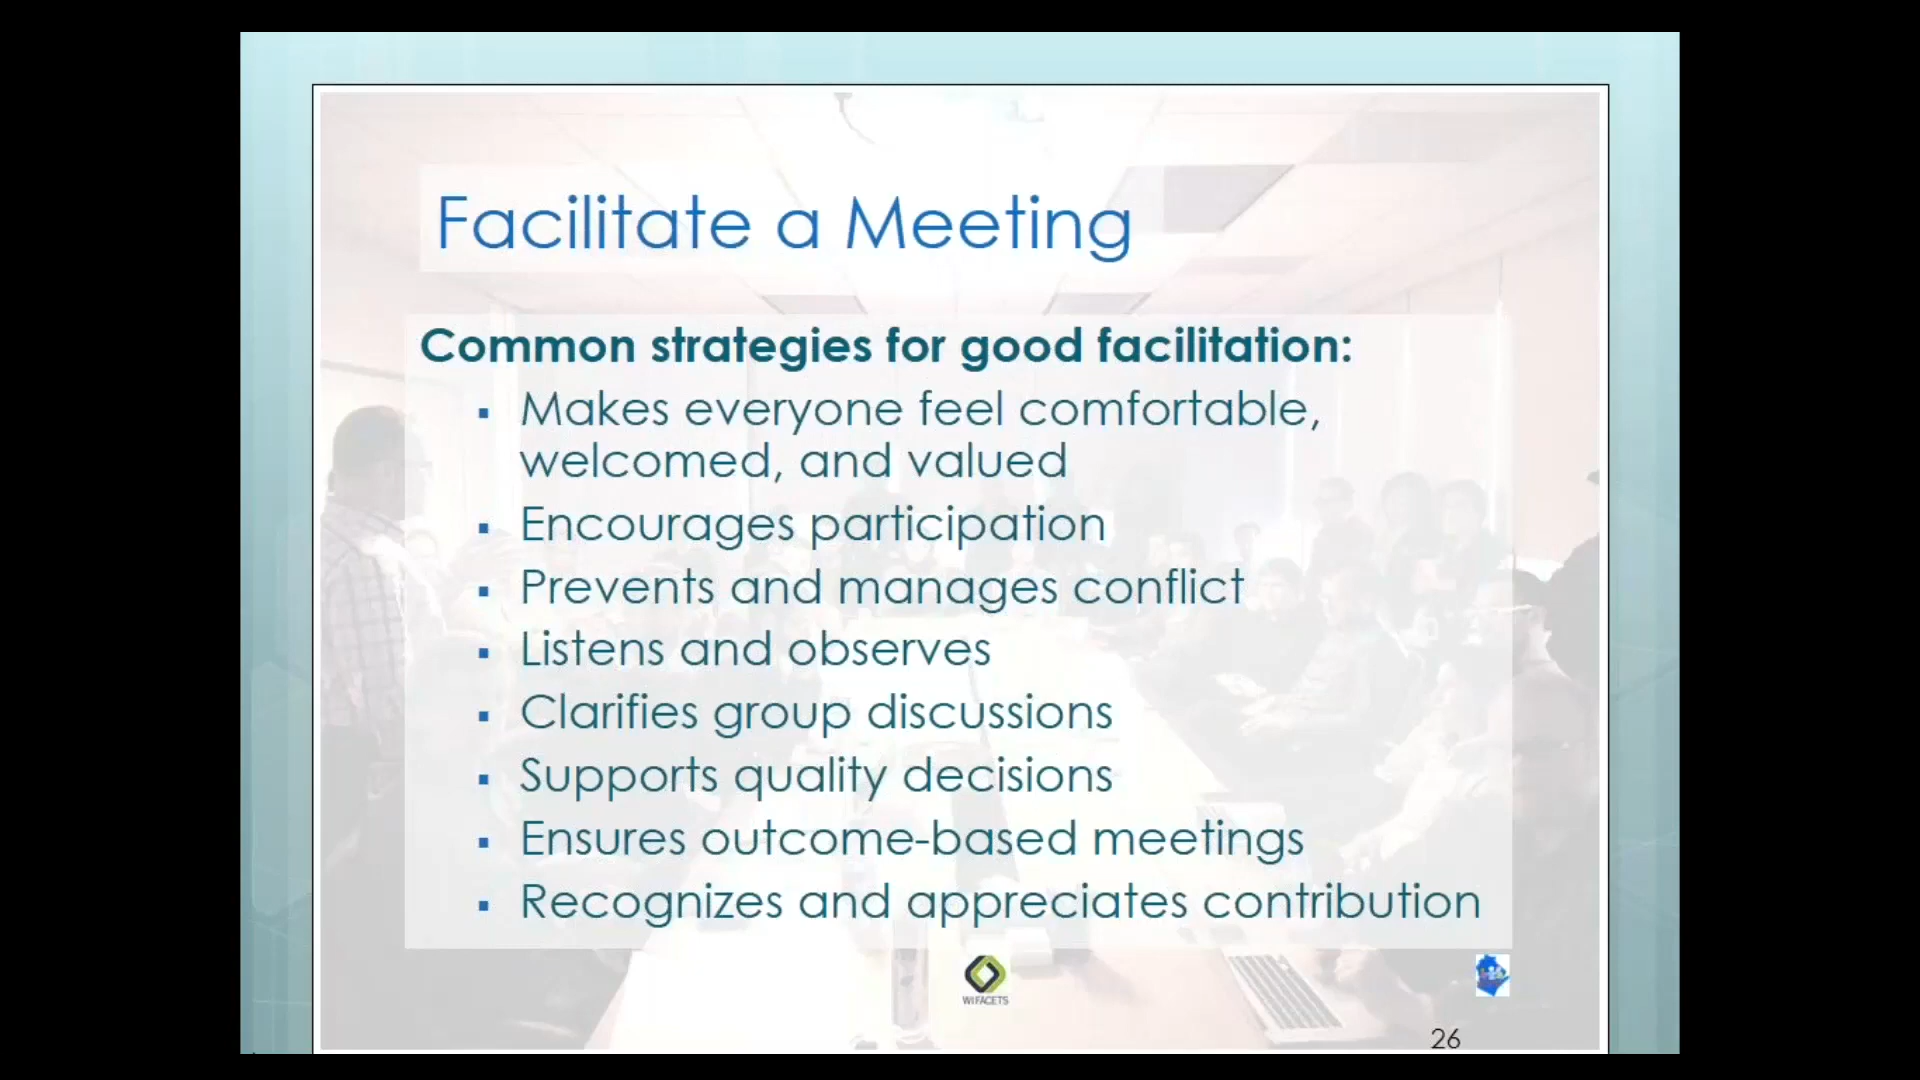 Facilitate a Meeting
Common strategies for good facilitation:
▪ Makes everyone feel comfortable,
welcomed, and valued
▪ Encourages participation
▪ Prevents and manages conflict
▪ Listens and observes
▪ Clarifies group discussions
▪ Supports quality decisions
▪ Ensures outcome-based meetings
▪ Recognizes and appreciates contribution
WI FACETS
26